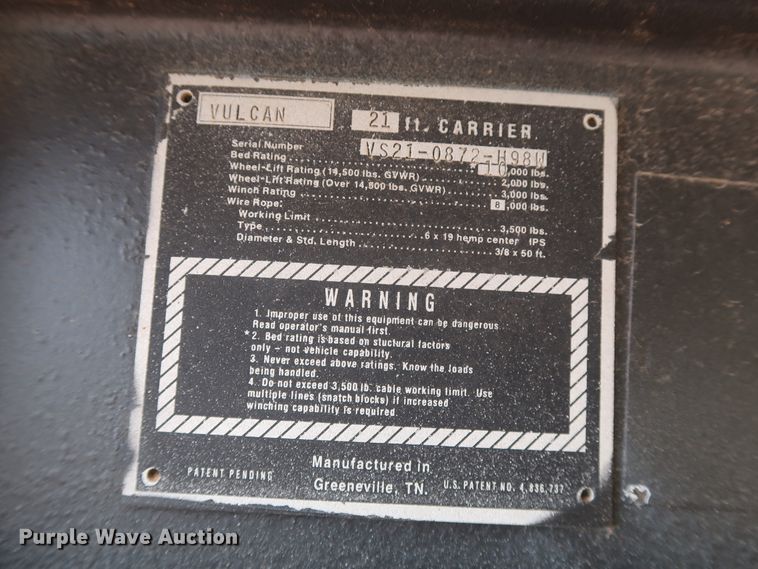 VULCAN 21 ft. CARRIER
Serial Number VS21-0872-H98W
Bed Rating 10,000 lbs.
Wheel-Lift Rating (14,500 lbs. GVWR) 2,000 lbs.
Wheel-Lift Rating (Over 14,800 lbs. GVWR) 3,000 lbs.
Winch Rating 8,000 lbs.
Wire Rope:
Working Limit 3,500 lbs.
Type 6 x 19 hemp center IPS
Diameter & Std. Length 3/8 x 50 ft.
WARNING
1. Improper use of this equipment can be dangerous
Read operator's manual first.
*2. Bed rating is based on stuctural factors
only - not vehicle capability.
3. Never exceed above ratings. Know the loads
being handled.
4. Do not exceed 3,500 lb. cable working limit. Use
multiple lines (snatch blocks) if increased
winching capability is required.
PATENT PENDING
Manufactured in
Greeneville, TN.
U.S. PATENT NO. 4,836,737
Purple Wave Auction